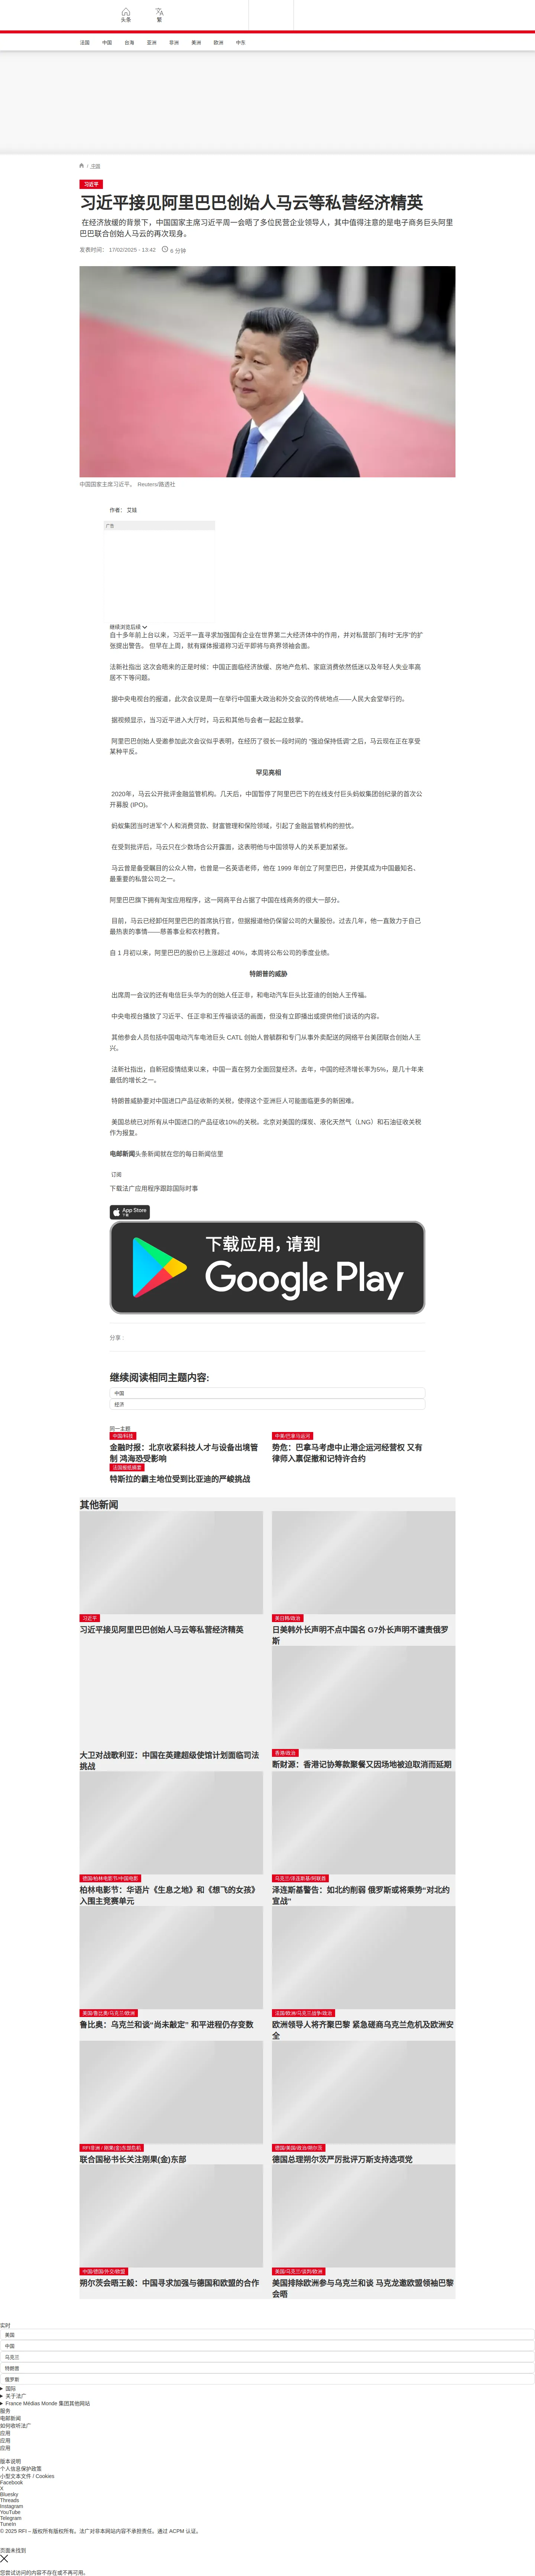 头条
繁
法国
中国
台海
亚洲
非洲
美洲
欧洲
中东
/ 中国
习近平
习近平接见阿里巴巴创始人马云等私营经济精英
在经济放缓的背景下，中国国家主席习近平周一会晤了多位民营企业领导人，其中值得注意的是电子商务巨头阿里
巴巴联合创始人马云的再次现身。
发表时间： 17/02/2025 - 13:42
6 分钟
中国国家主席习近平。 Reuters/路透社
作者： 艾娃
广告
继续浏览后续
自十多年前上台以来，习近平一直寻求加强国有企业在世界第二大经济体中的作用，并对私营部门有时“无序”的扩
张提出警告。 但早在上周，就有媒体报道称习近平即将与商界领袖会面。
法新社指出 这次会晤来的正是时候：中国正面临经济放缓、房地产危机、家庭消费依然低迷以及年轻人失业率高
居不下等问题。
据中央电视台的报道，此次会议是周一在举行中国重大政治和外交会议的传统地点——人民大会堂举行的。
据视频显示，当习近平进入大厅时，马云和其他与会者一起起立鼓掌。
阿里巴巴创始人受邀参加此次会议似乎表明，在经历了很长一段时间的 “强迫保持低调”之后，马云现在正在享受
某种平反。
罕见亮相
2020年，马云公开批评金融监管机构。几天后，中国暂停了阿里巴巴下的在线支付巨头蚂蚁集团创纪录的首次公
开募股 (IPO)。
蚂蚁集团当时进军个人和消费贷款、财富管理和保险领域，引起了金融监管机构的担忧。
在受到批评后，马云只在少数场合公开露面，这表明他与中国领导人的关系更加紧张。
马云曾是备受瞩目的公众人物，也曾是一名英语老师，他在 1999 年创立了阿里巴巴，并使其成为中国最知名、
最重要的私营公司之一。
阿里巴巴旗下拥有淘宝应用程序，这一网商平台占据了中国在线商务的很大一部分。
目前，马云已经卸任阿里巴巴的首席执行官，但据报道他仍保留公司的大量股份。过去几年，他一直致力于自己
最热衷的事情——慈善事业和农村教育。
自 1 月初以来，阿里巴巴的股价已上涨超过 40%，本周将公布公司的季度业绩。
特朗普的威胁
出席周一会议的还有电信巨头华为的创始人任正非，和电动汽车巨头比亚迪的创始人王传福。
中央电视台播放了习近平、任正非和王传福谈话的画面，但没有立即播出或提供他们谈话的内容。
其他参会人员包括中国电动汽车电池巨头 CATL 创始人曾毓群和专门从事外卖配送的网络平台美团联合创始人王
兴。
法新社指出，自新冠疫情结束以来，中国一直在努力全面回复经济。去年，中国的经济增长率为5%，是几十年来
最低的增长之一。
特朗普威胁要对中国进口产品征收新的关税，使得这个亚洲巨人可能面临更多的新困难。
美国总统已对所有从中国进口的产品征收10%的关税。北京对美国的煤炭、液化天然气（LNG）和石油征收关税
作为报复。
电邮新闻头条新闻就在您的每日新闻信里
订阅
下载法广应用程序跟踪国际时事
App Store
下载
下载应用，请到
Google Play
分享 :
继续阅读相同主题内容:
中国
经济
同一主题
中国/科技
金融时报：北京收紧科技人才与设备出境管
制 鸿海恐受影响
中美/巴拿马运河
势危：巴拿马考虑中止港企运河经营权 又有
律师入禀促撤和记特许合约
法国报纸摘要
特斯拉的霸主地位受到比亚迪的严峻挑战
其他新闻
习近平
习近平接见阿里巴巴创始人马云等私营经济精英
美日韩/政治
日美韩外长声明不点中国名 G7外长声明不谴责俄罗
斯
大卫对战歌利亚：中国在英建超级使馆计划面临司法
挑战
香港/政治
断财源：香港记协筹款聚餐又因场地被迫取消而延期
德国/柏林电影节/中国电影
柏林电影节：华语片《生息之地》和《想飞的女孩》
入围主竞赛单元
乌克兰/泽连斯基/阿联酋
泽连斯基警告：如北约削弱 俄罗斯或将乘势“对北约
宣战”
美国/鲁比奥/乌克兰/欧洲
鲁比奥：乌克兰和谈“尚未敲定” 和平进程仍存变数
法国/欧洲/乌克兰战争/政治
欧洲领导人将齐聚巴黎 紧急磋商乌克兰危机及欧洲安
全
RFI非洲 / 刚果(金)东部危机
联合国秘书长关注刚果(金)东部
德国/美国/政治/朔尔茨
德国总理朔尔茨严厉批评万斯支持选项党
中国/德国/外交/欧盟
朔尔茨会晤王毅：中国寻求加强与德国和欧盟的合作
美国/乌克兰/谈判/欧洲
美国排除欧洲参与乌克兰和谈 马克龙邀欧盟领袖巴黎
会晤
实时
美国
中国
乌克兰
特朗普
俄罗斯
国际
关于法广
France Médias Monde 集团其他网站
服务
电邮新闻
如何收听法广
应用
应用
应用
版本说明
个人信息保护政策
小型文本文件 / Cookies
Facebook
X
Bluesky
Threads
Instagram
YouTube
Telegram
TuneIn
© 2025 RFI – 版权所有版权所有。法广对非本网站内容不承担责任。通过 ACPM 认证。
页面未找到
您尝试访问的内容不存在或不再可用。